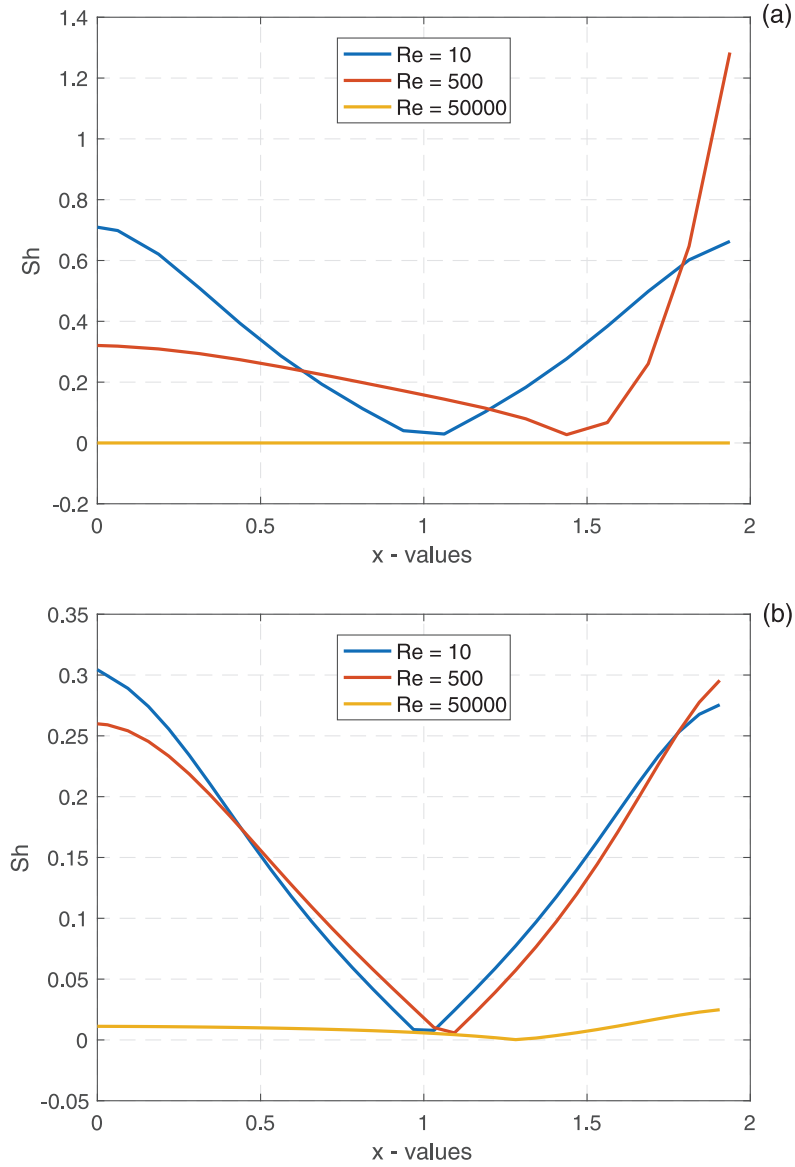 (a)
1.4
1.2
1
0.8
0.6
0.4
0.2
0
-0.2
Sh
Re = 10
Re = 500
Re = 50000
0 0.5 1 1.5 2
x - values
(b)
0.35
0.3
0.25
0.2
0.15
0.1
0.05
0
-0.05
Sh
Re = 10
Re = 500
Re = 50000
0 0.5 1 1.5 2
x - values